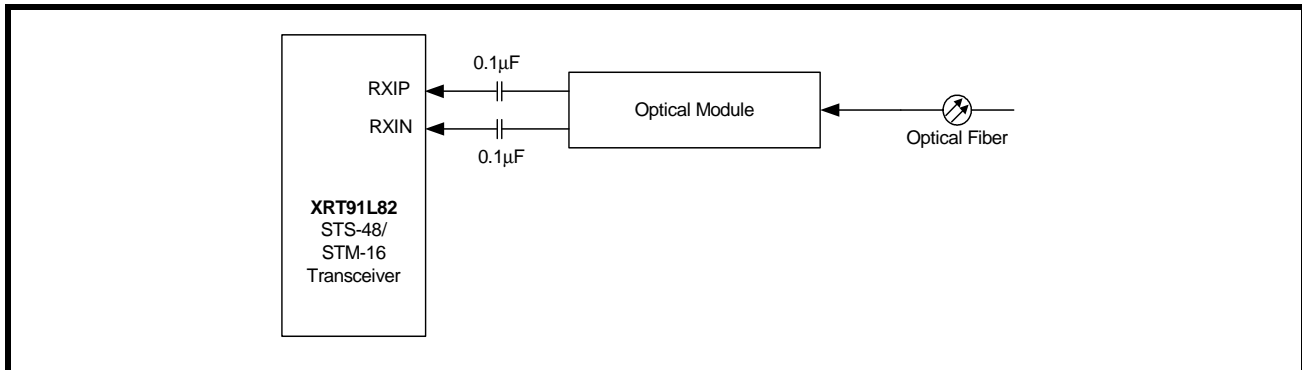 0.1μF
RXIP
RXIN
0.1μF
Optical Module
Optical Fiber
XRT91L82
STS-48/
STM-16
Transceiver